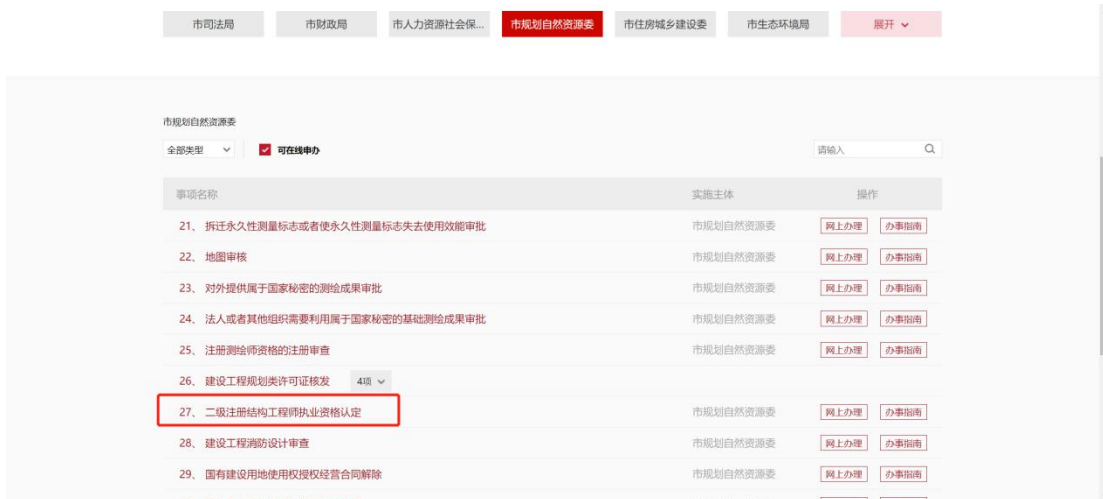 市司法局 市财政局 市人力资源社会保... 市规划自然资源委 市住房城乡建设委 市生态环境局 展开
市规划自然资源委
全部类型 可在线申办 请输入
事项名称 实施主体 操作
21、 拆迁永久性测量标志或者使永久性测量标志失去使用效能审批 市规划自然资源委 网上办理 办事指南
22、 地图审核 市规划自然资源委 网上办理 办事指南
23、 对外提供属于国家秘密的测绘成果审批 市规划自然资源委 网上办理 办事指南
24、 法人或者其他组织需要利用属于国家秘密的基础测绘成果审批 市规划自然资源委 网上办理 办事指南
25、 注册测绘师资格的注册审查 市规划自然资源委 网上办理 办事指南
26、 建设工程规划类许可证核发 4项
27、 二级注册结构工程师执业资格认定 市规划自然资源委 网上办理 办事指南
28、 建设工程消防设计审查 市规划自然资源委 网上办理 办事指南
29、 国有建设用地使用权授权经营合同解除 市规划自然资源委 网上办理 办事指南